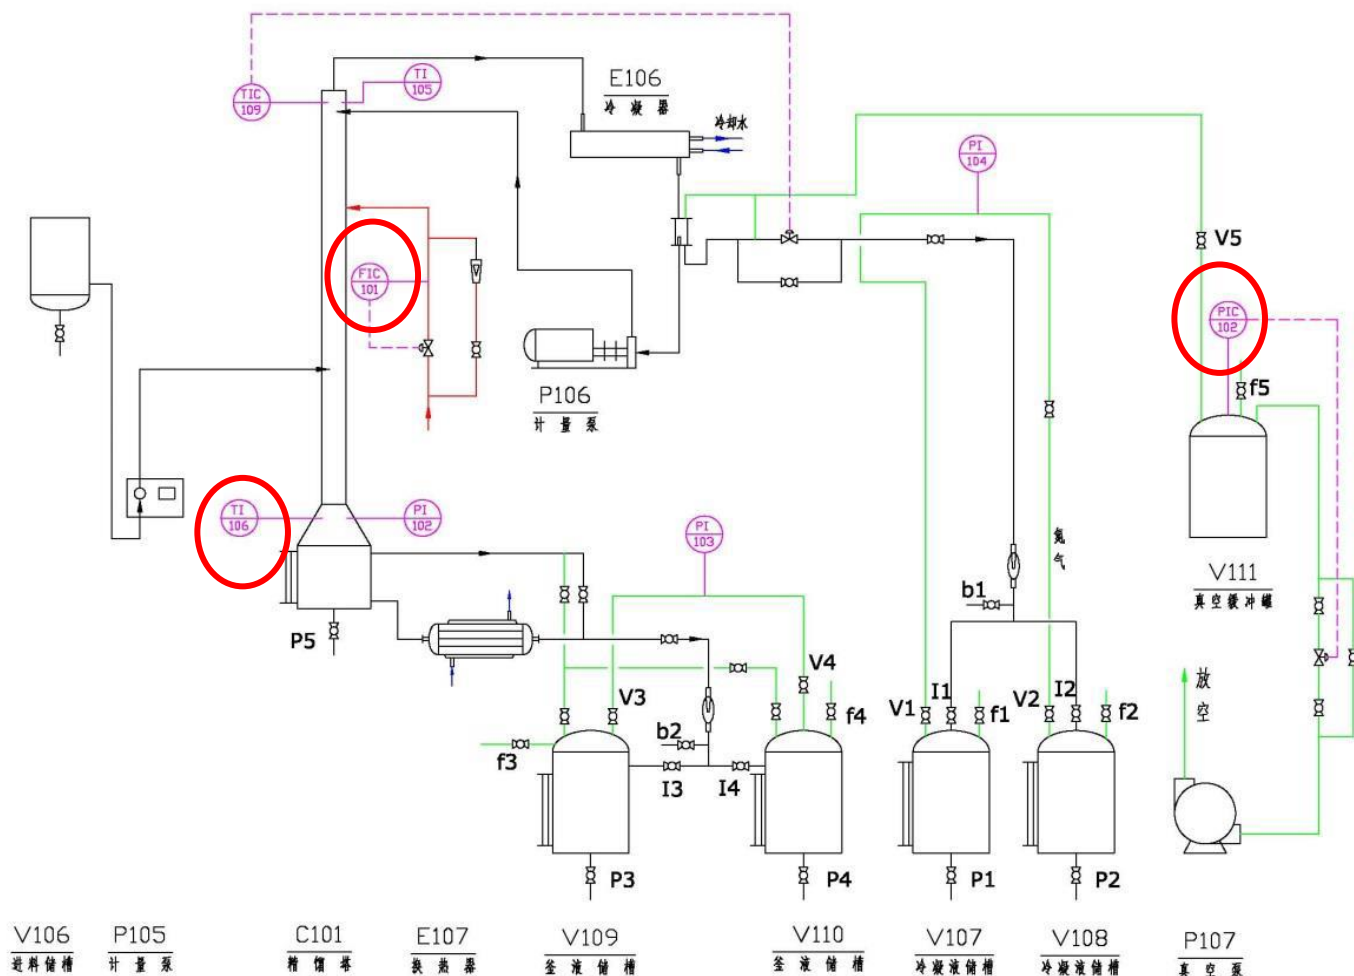 TIC
109
TI
105
E106
冷凝器
冷却水
PI
104
V5
FIC
101
PIC
102
f5
P106
计量泵
TI
106
PI
102
PI
103
氮气
V111
真空缓冲罐
b1
P5
V4
放空
V3
I1
I2
V1
f1
V2
f2
f4
b2
f3
I3
I4
P3
P4
P1
P2
V106
进料储槽
P105
计量泵
C101
精馏塔
E107
换热器
V109
釜液储槽
V110
釜液储槽
V107
冷凝液储槽
V108
冷凝液储槽
P107
真空泵